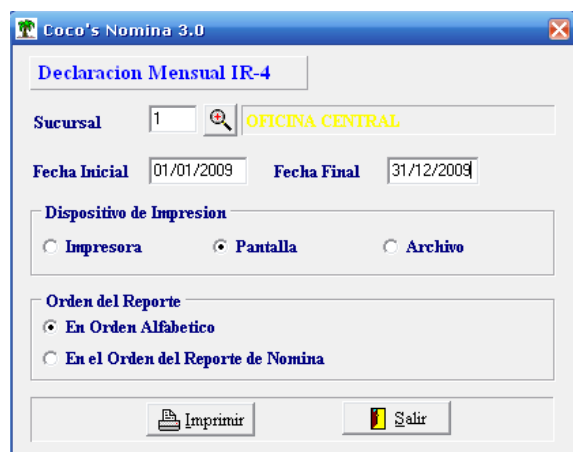 Coco's Nomina 3.0
Declaracion Mensual IR-4
Sucursal 1 OFICINA CENTRAL
Fecha Inicial 01/01/2009 Fecha Final 31/12/2009
Dispositivo de Impresion
Impresora Pantalla Archivo
Orden del Reporte
En Orden Alfabetico
En el Orden del Reporte de Nomina
Imprimir Salir